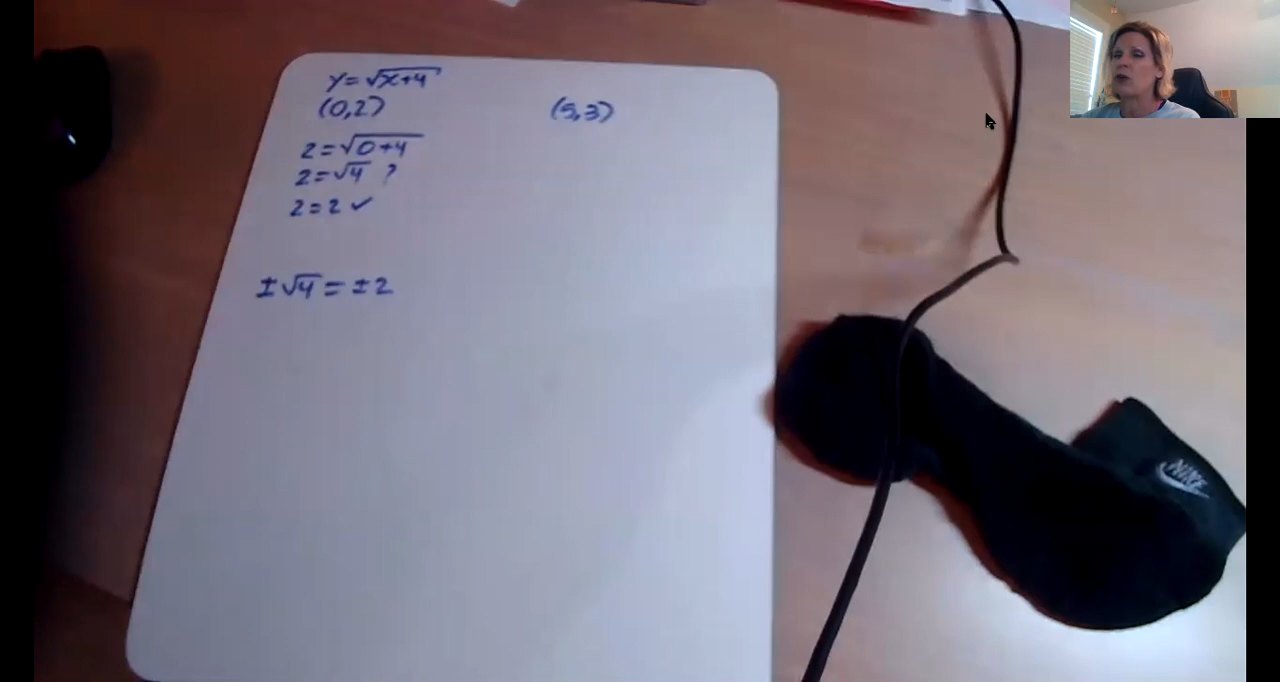 y=√x+4
(0,2) (5,3)
2=√0+4
2=√4 ?
2=2 ✓
±√4=±2
NIKE